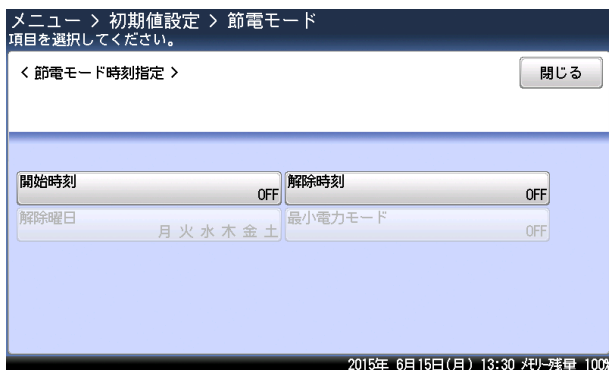 メニュー > 初期値設定 > 節電モード
項目を選択してください。
< 節電モード時刻指定 > 閉じる
開始時刻 OFF 解除時刻 OFF
解除曜日 月 火 水 木 金 土 最小電力モード OFF
2015年 6月15日(月) 13:30 メモリー残量 100%